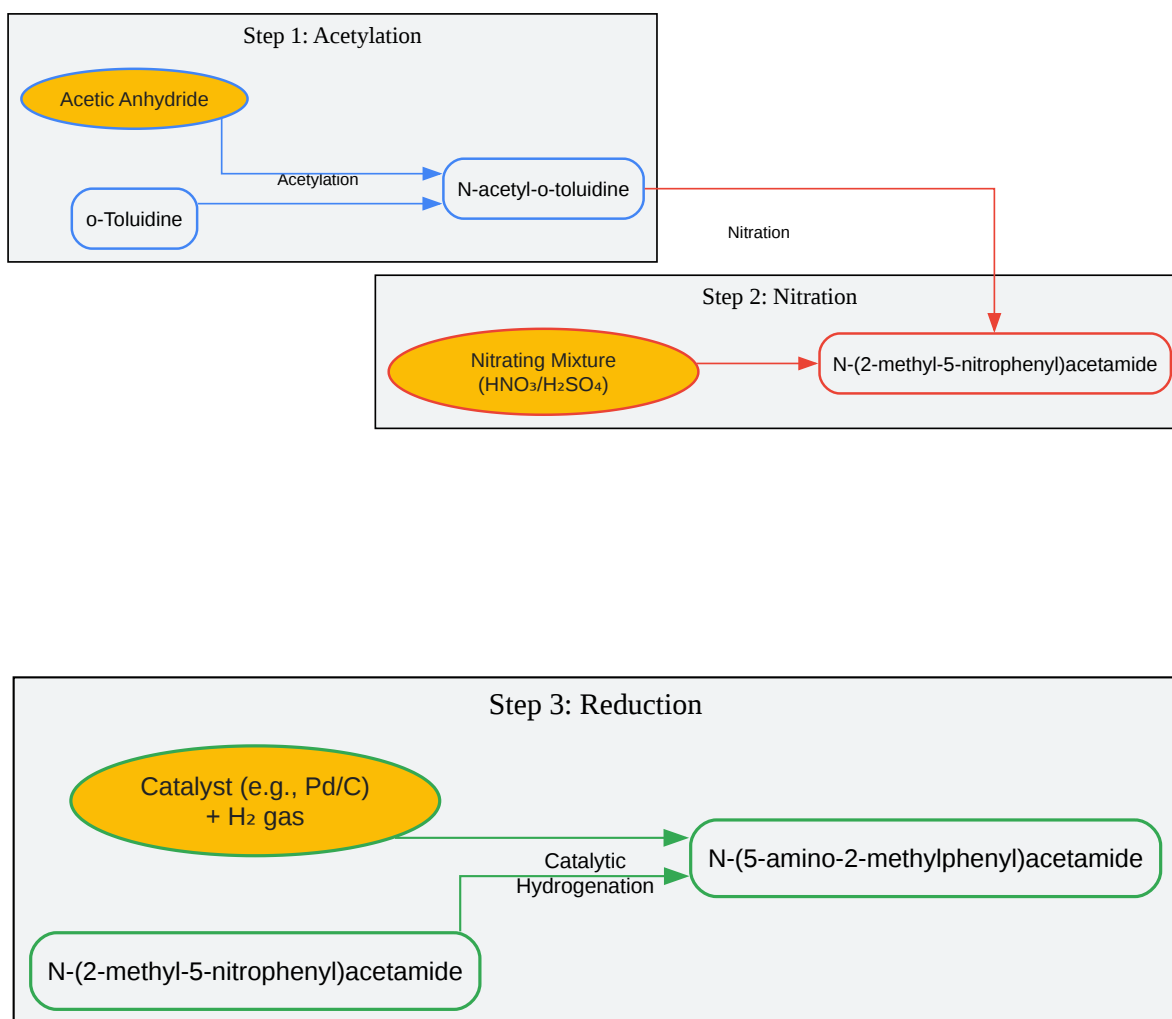 Step 1: Acetylation
Acetic Anhydride
Acetylation
N-acetyl-o-toluidine
o-Toluidine
Nitration
Step 2: Nitration
Nitrating Mixture
(HNO₃/H₂SO₄)
N-(2-methyl-5-nitrophenyl)acetamide
Step 3: Reduction
Catalyst (e.g., Pd/C)
+ H₂ gas
N-(5-amino-2-methylphenyl)acetamide
Catalytic
Hydrogenation
N-(2-methyl-5-nitrophenyl)acetamide